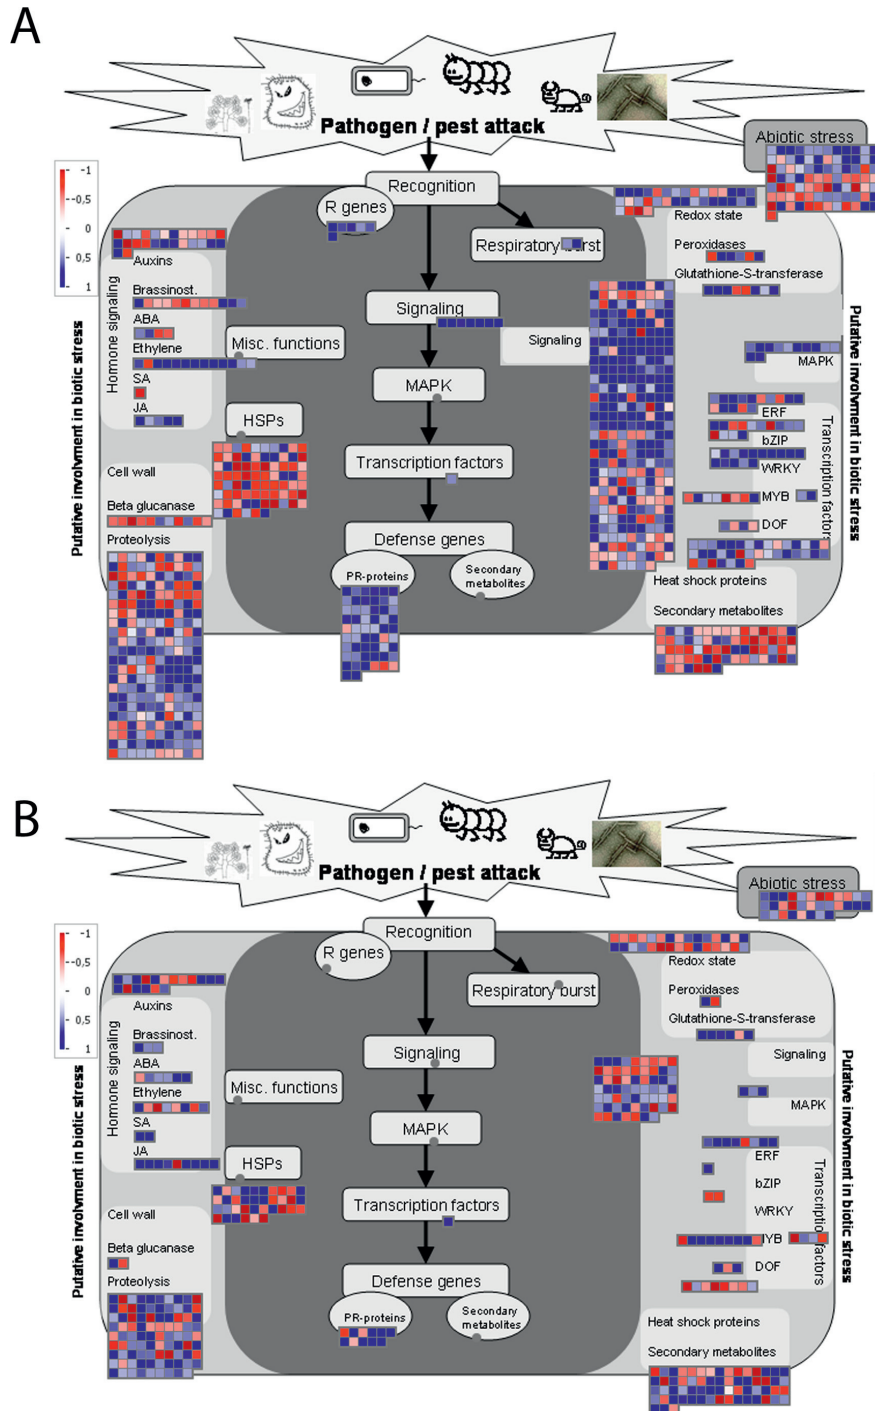 A
Pathogen / pest attack
Abiotic stress
-1
-0,5
0
0,5
1
Recognition
R genes
Respiratory burst
Redox state
Peroxidases
Glutathione-S-transferase
Auxins
Hormone signaling
Brassinost.
ABA
Ethylene
SA
JA
Misc. functions
Signaling
Signaling
MAPK
MAPK
HSPs
ERF
bZIP
WRKY
MYB
DOF
Transcription factors
Transcription factors
Cell wall
Beta glucanase
Proteolysis
Defense genes
PR-proteins
Secondary
metabolites
Heat shock proteins
Secondary metabolites
Putative involvment in biotic stress
Putative involvment in biotic stress
B
Pathogen / pest attack
Abiotic stress
-1
-0,5
0
0,5
1
Recognition
R genes
Respiratory burst
Redox state
Peroxidases
Glutathione-S-transferase
Auxins
Hormone signaling
Brassinost.
ABA
Ethylene
SA
JA
Misc. functions
Signaling
Signaling
MAPK
MAPK
HSPs
ERF
bZIP
WRKY
MYB
DOF
Transcription factors
Transcription factors
Cell wall
Beta glucanase
Proteolysis
Defense genes
PR-proteins
Secondary
metabolites
Heat shock proteins
Secondary metabolites
Putative involvment in biotic stress
Putative involvment in biotic stress